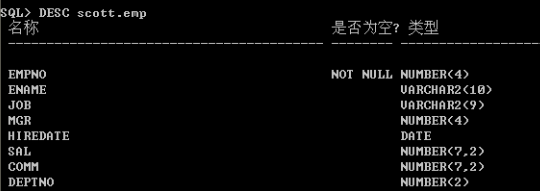 SQL> DESC scott.emp
名称 是否为空? 类型
----------------------------------------- -------- ----------------------------
EMPNO NOT NULL NUMBER(4)
ENAME VARCHAR2(10)
JOB VARCHAR2(9)
MGR NUMBER(4)
HIREDATE DATE
SAL NUMBER(7,2)
COMM NUMBER(7,2)
DEPTNO NUMBER(2)